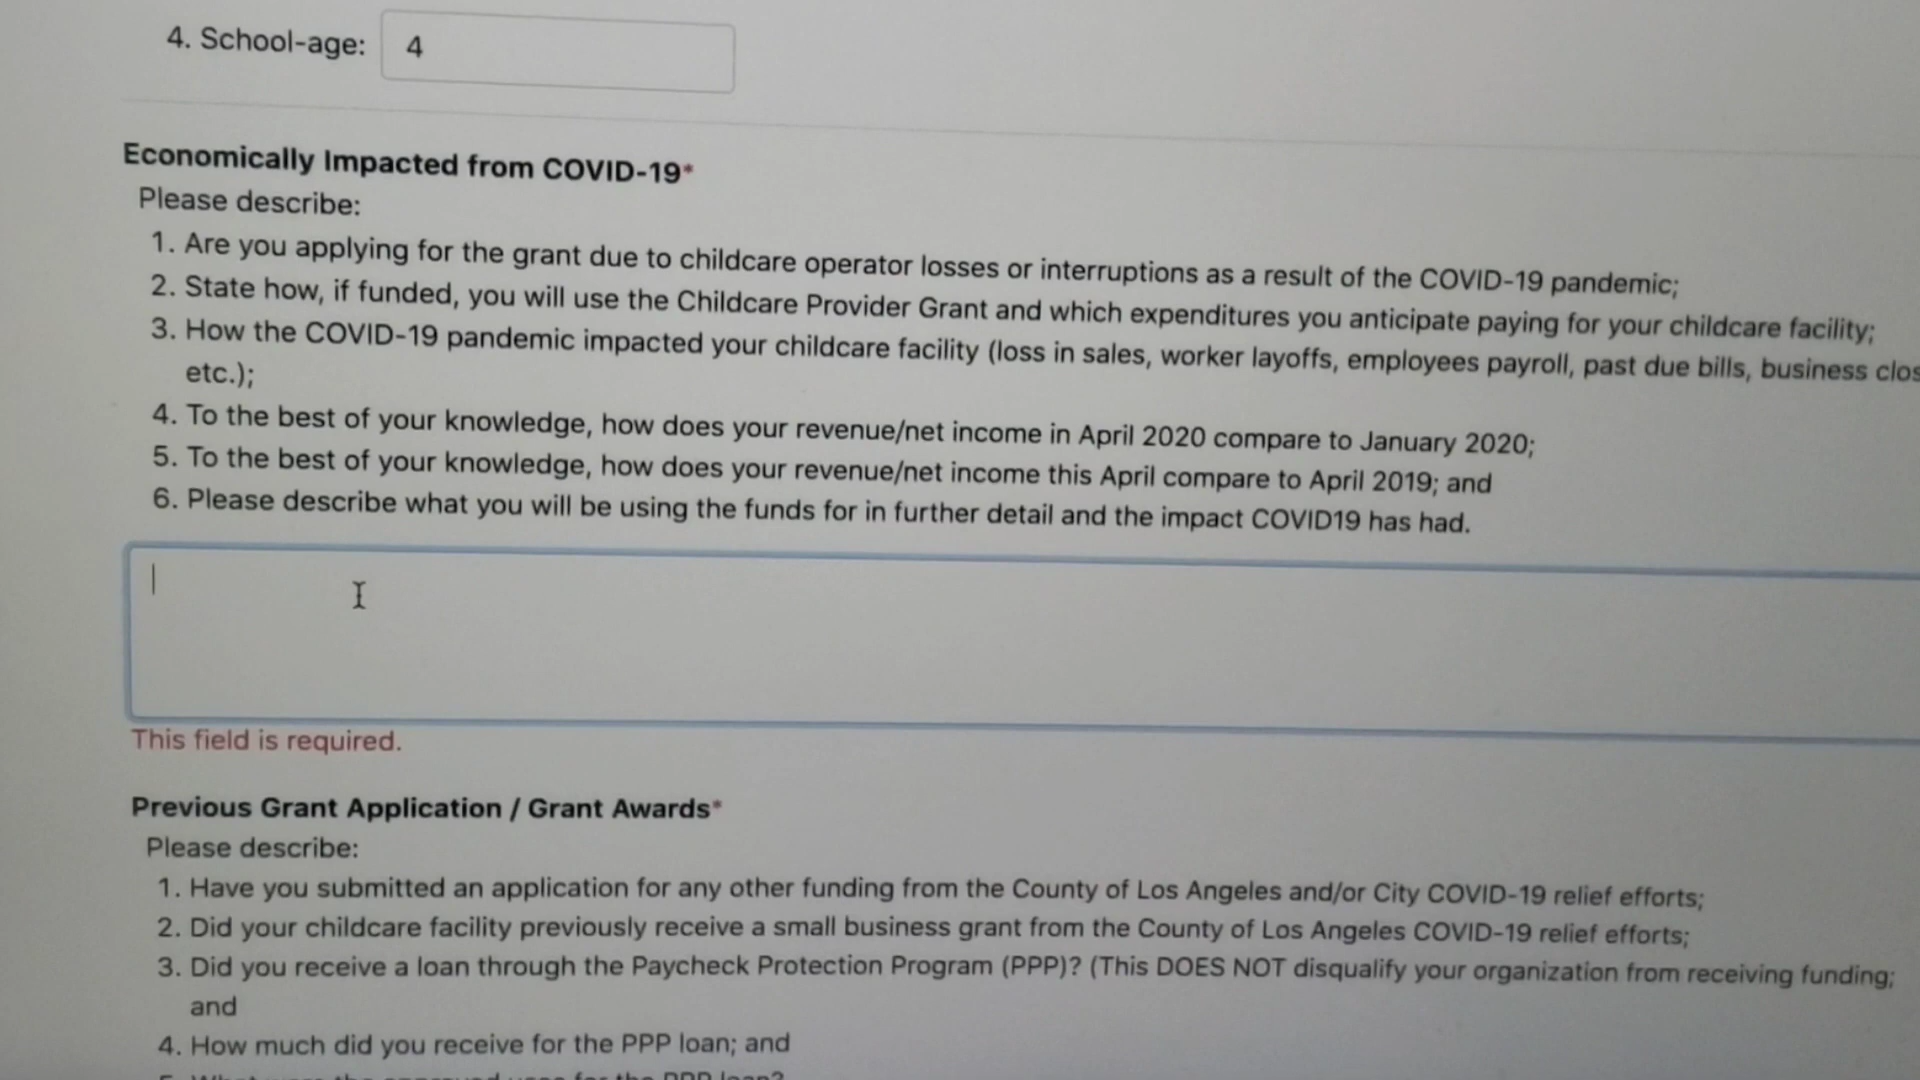 4. School-age: 4
Economically Impacted from COVID-19*
Please describe:
1. Are you applying for the grant due to childcare operator losses or interruptions as a result of the COVID-19 pandemic;
2. State how, if funded, you will use the Childcare Provider Grant and which expenditures you anticipate paying for your childcare facility;
3. How the COVID-19 pandemic impacted your childcare facility (loss in sales, worker layoffs, employees payroll, past due bills, business clos
etc.);
4. To the best of your knowledge, how does your revenue/net income in April 2020 compare to January 2020;
5. To the best of your knowledge, how does your revenue/net income this April compare to April 2019; and
6. Please describe what you will be using the funds for in further detail and the impact COVID19 has had.
This field is required.
Previous Grant Application / Grant Awards*
Please describe:
1. Have you submitted an application for any other funding from the County of Los Angeles and/or City COVID-19 relief efforts;
2. Did your childcare facility previously receive a small business grant from the County of Los Angeles COVID-19 relief efforts;
3. Did you receive a loan through the Paycheck Protection Program (PPP)? (This DOES NOT disqualify your organization from receiving funding;
and
4. How much did you receive for the PPP loan; and